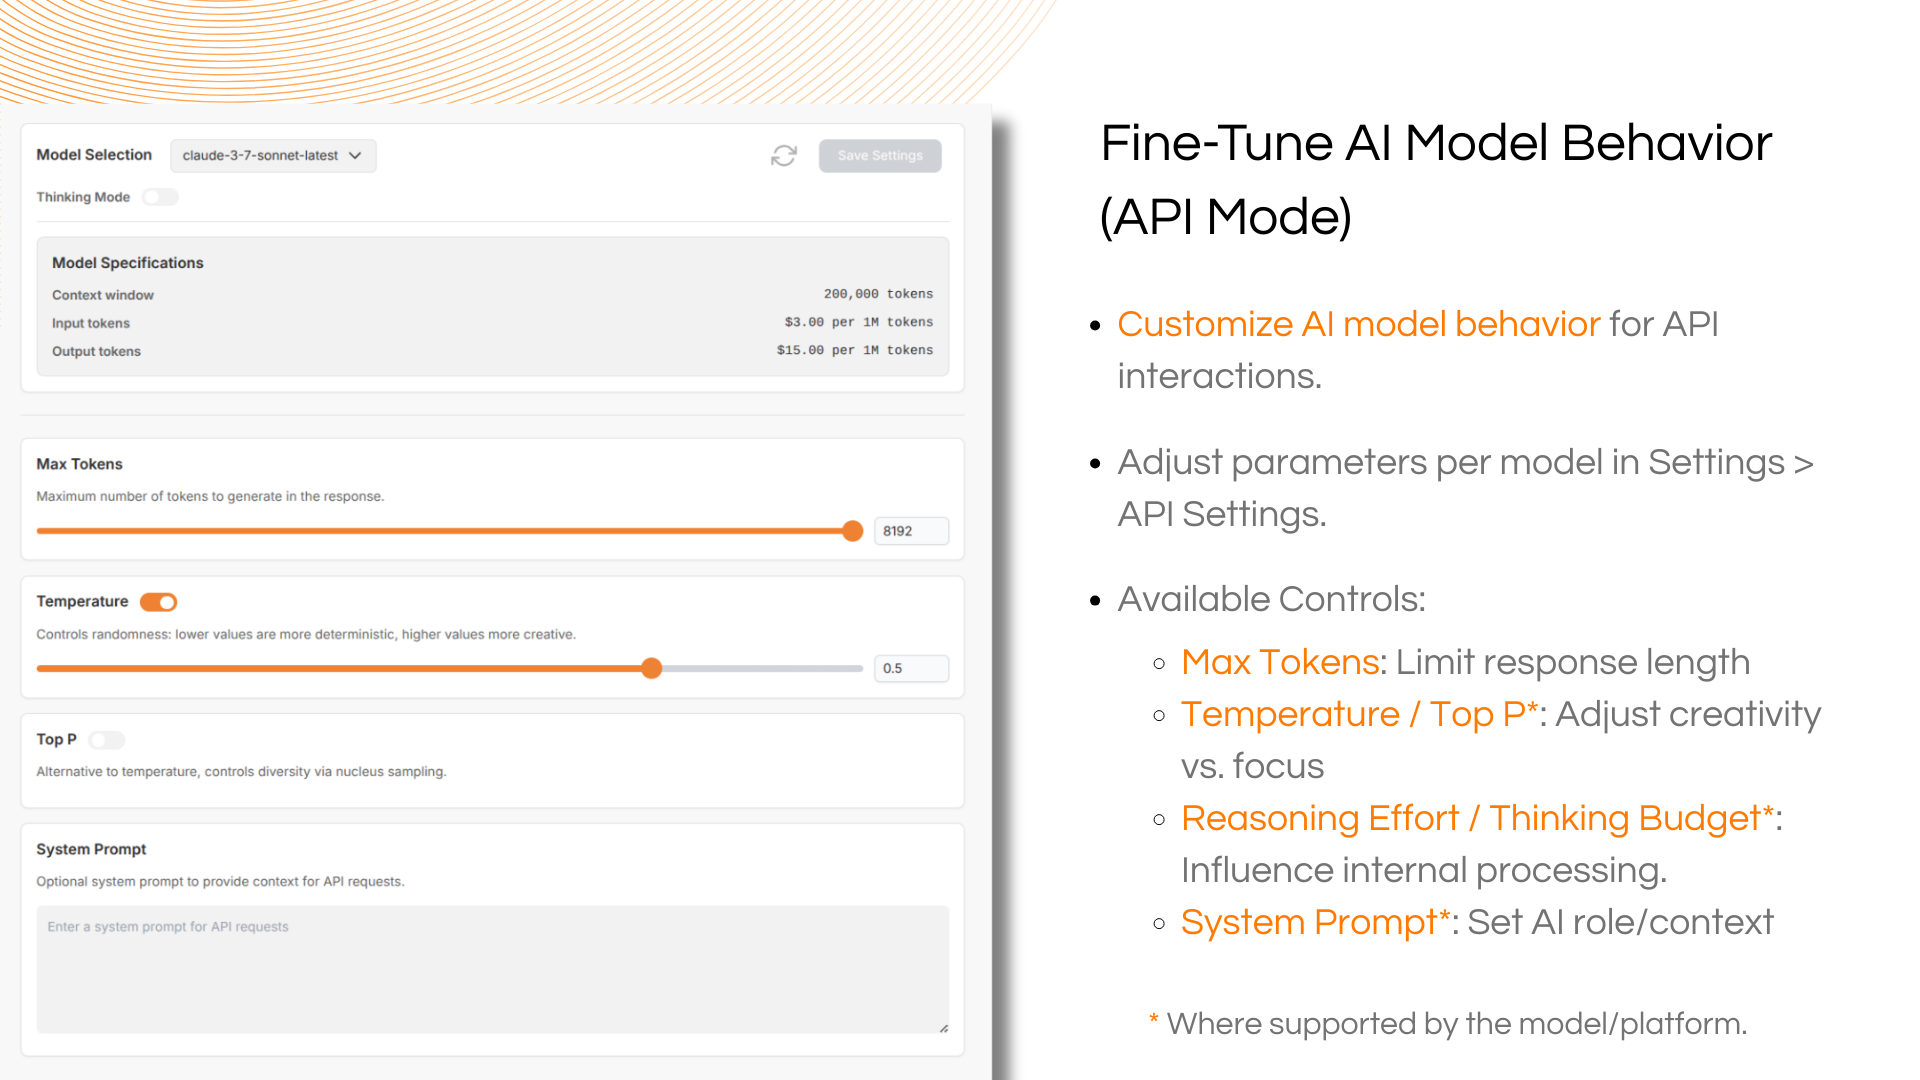 Model Selection
claude-3-7-sonnet-latest
Save Settings
Thinking Mode
Model Specifications
Context window 200,000 tokens
Input tokens $3.00 per 1M tokens
Output tokens $15.00 per 1M tokens
Max Tokens
Maximum number of tokens to generate in the response.
8192
Temperature
Controls randomness: lower values are more deterministic, higher values more creative.
0.5
Top P
Alternative to temperature, controls diversity via nucleus sampling.
System Prompt
Optional system prompt to provide context for API requests.
Enter a system prompt for API requests
Fine-Tune AI Model Behavior
(API Mode)
• Customize AI model behavior for API
interactions.
• Adjust parameters per model in Settings >
API Settings.
• Available Controls:
◦ Max Tokens: Limit response length
◦ Temperature / Top P*: Adjust creativity
vs. focus
◦ Reasoning Effort / Thinking Budget*:
Influence internal processing.
◦ System Prompt*: Set AI role/context
* Where supported by the model/platform.